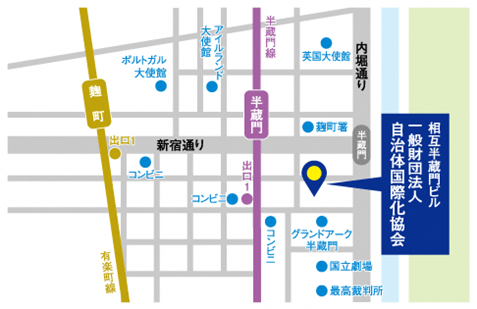 ポルトガル
大使館
アイルランド
大使館
半蔵門線
英国大使館
内堀通り
麹町
半蔵門
麹町署
半蔵門
相互半蔵門ビル
一般財団法人
自治体国際化協会
出口1
新宿通り
コンビニ
コンビニ
出口1
コンビニ
グランドアーク
半蔵門
国立劇場
最高裁判所
有楽町線